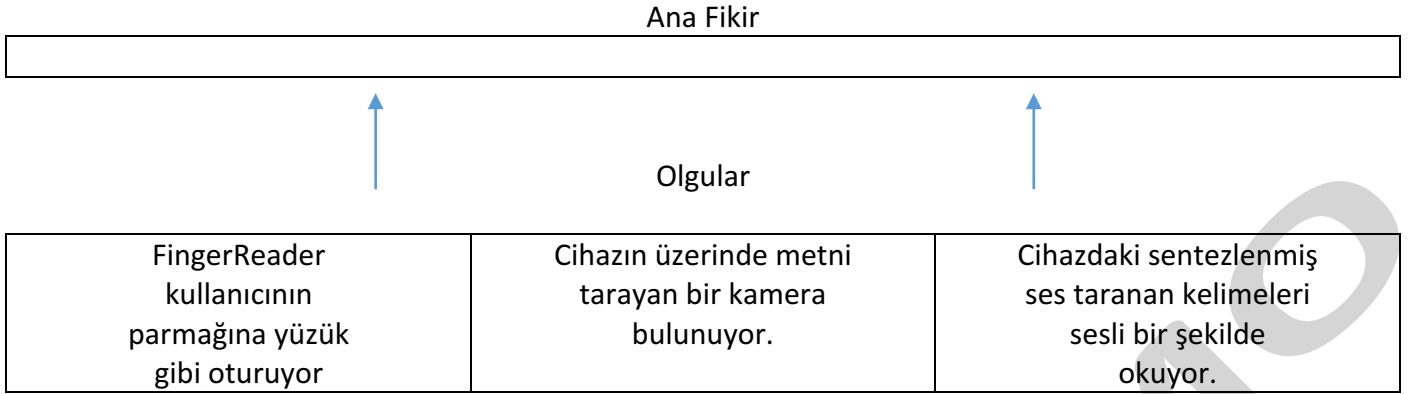 Ana Fikir
Olgular
FingerReader
kullanıcının
parmağına yüzük
gibi oturuyor
Cihazın üzerinde metni
tarayan bir kamera
bulunuyor.
Cihazdaki sentezlenmiş
ses taranan kelimeleri
sesli bir şekilde
okuyor.